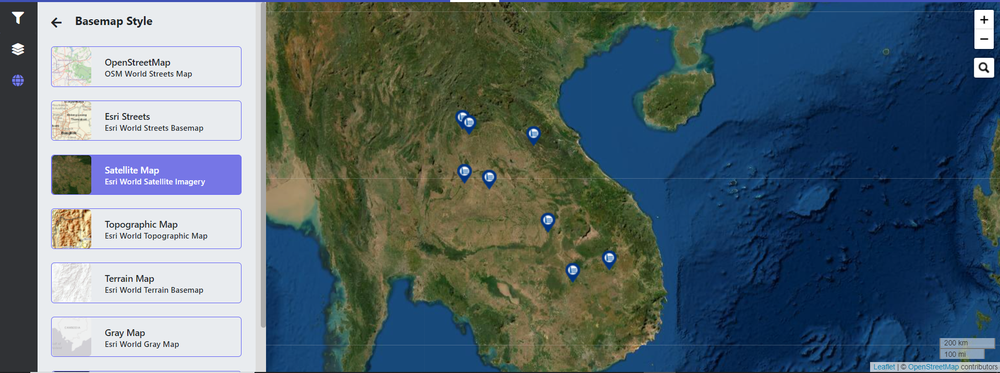 Basemap Style
OpenStreetMap
OSM World Streets Map
Esri Streets
Esri World Streets Basemap
Bangkok
Satellite Map
Esri World Satellite Imagery
Topographic Map
Esri World Topographic Map
Terrain Map
Esri World Terrain Basemap
CAMBODIA
Gray Map
Esri World Gray Map
+
−
200 km
100 mi
Leaflet | © OpenStreetMap contributors